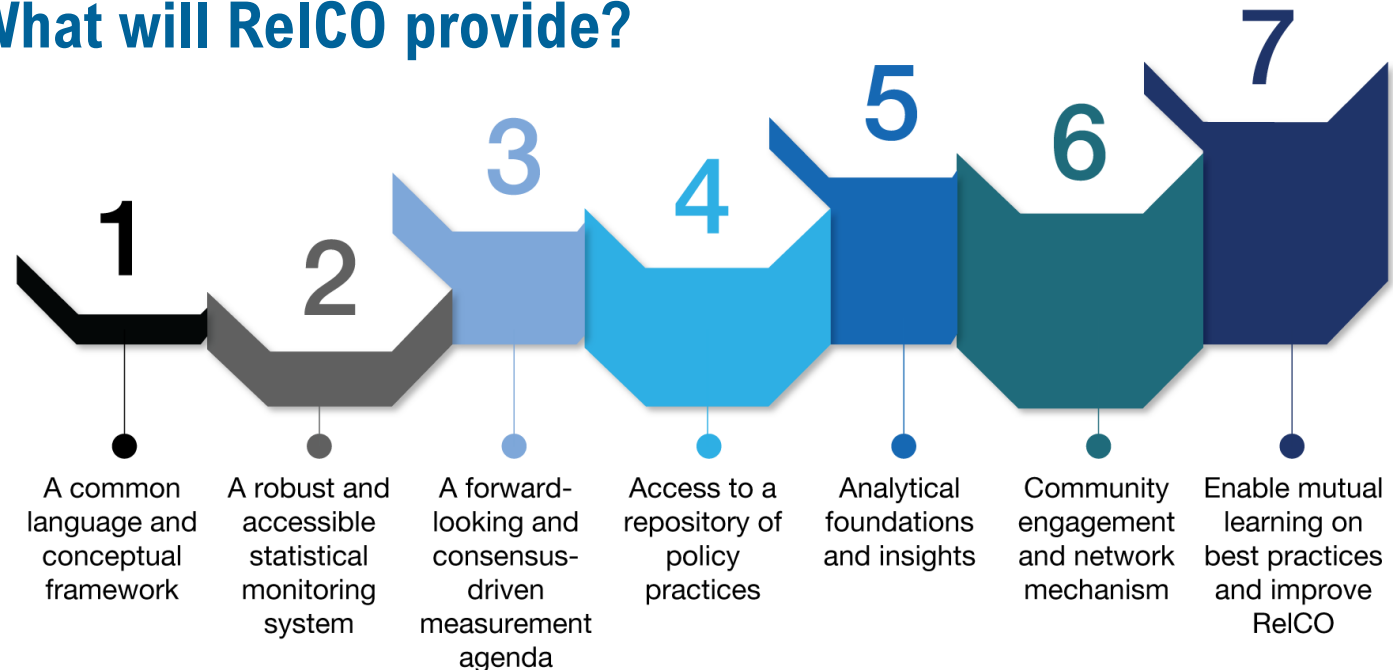 What will ReICO provide?
1
2
3
4
5
6
7
A common
language and
conceptual
framework
A robust and
accessible
statistical
monitoring
system
A forward-
looking and
consensus-
driven
measurement
agenda
Access to a
repository of
policy
practices
Analytical
foundations
and insights
Community
engagement
and network
mechanism
Enable mutual
learning on
best practices
and improve
ReICO